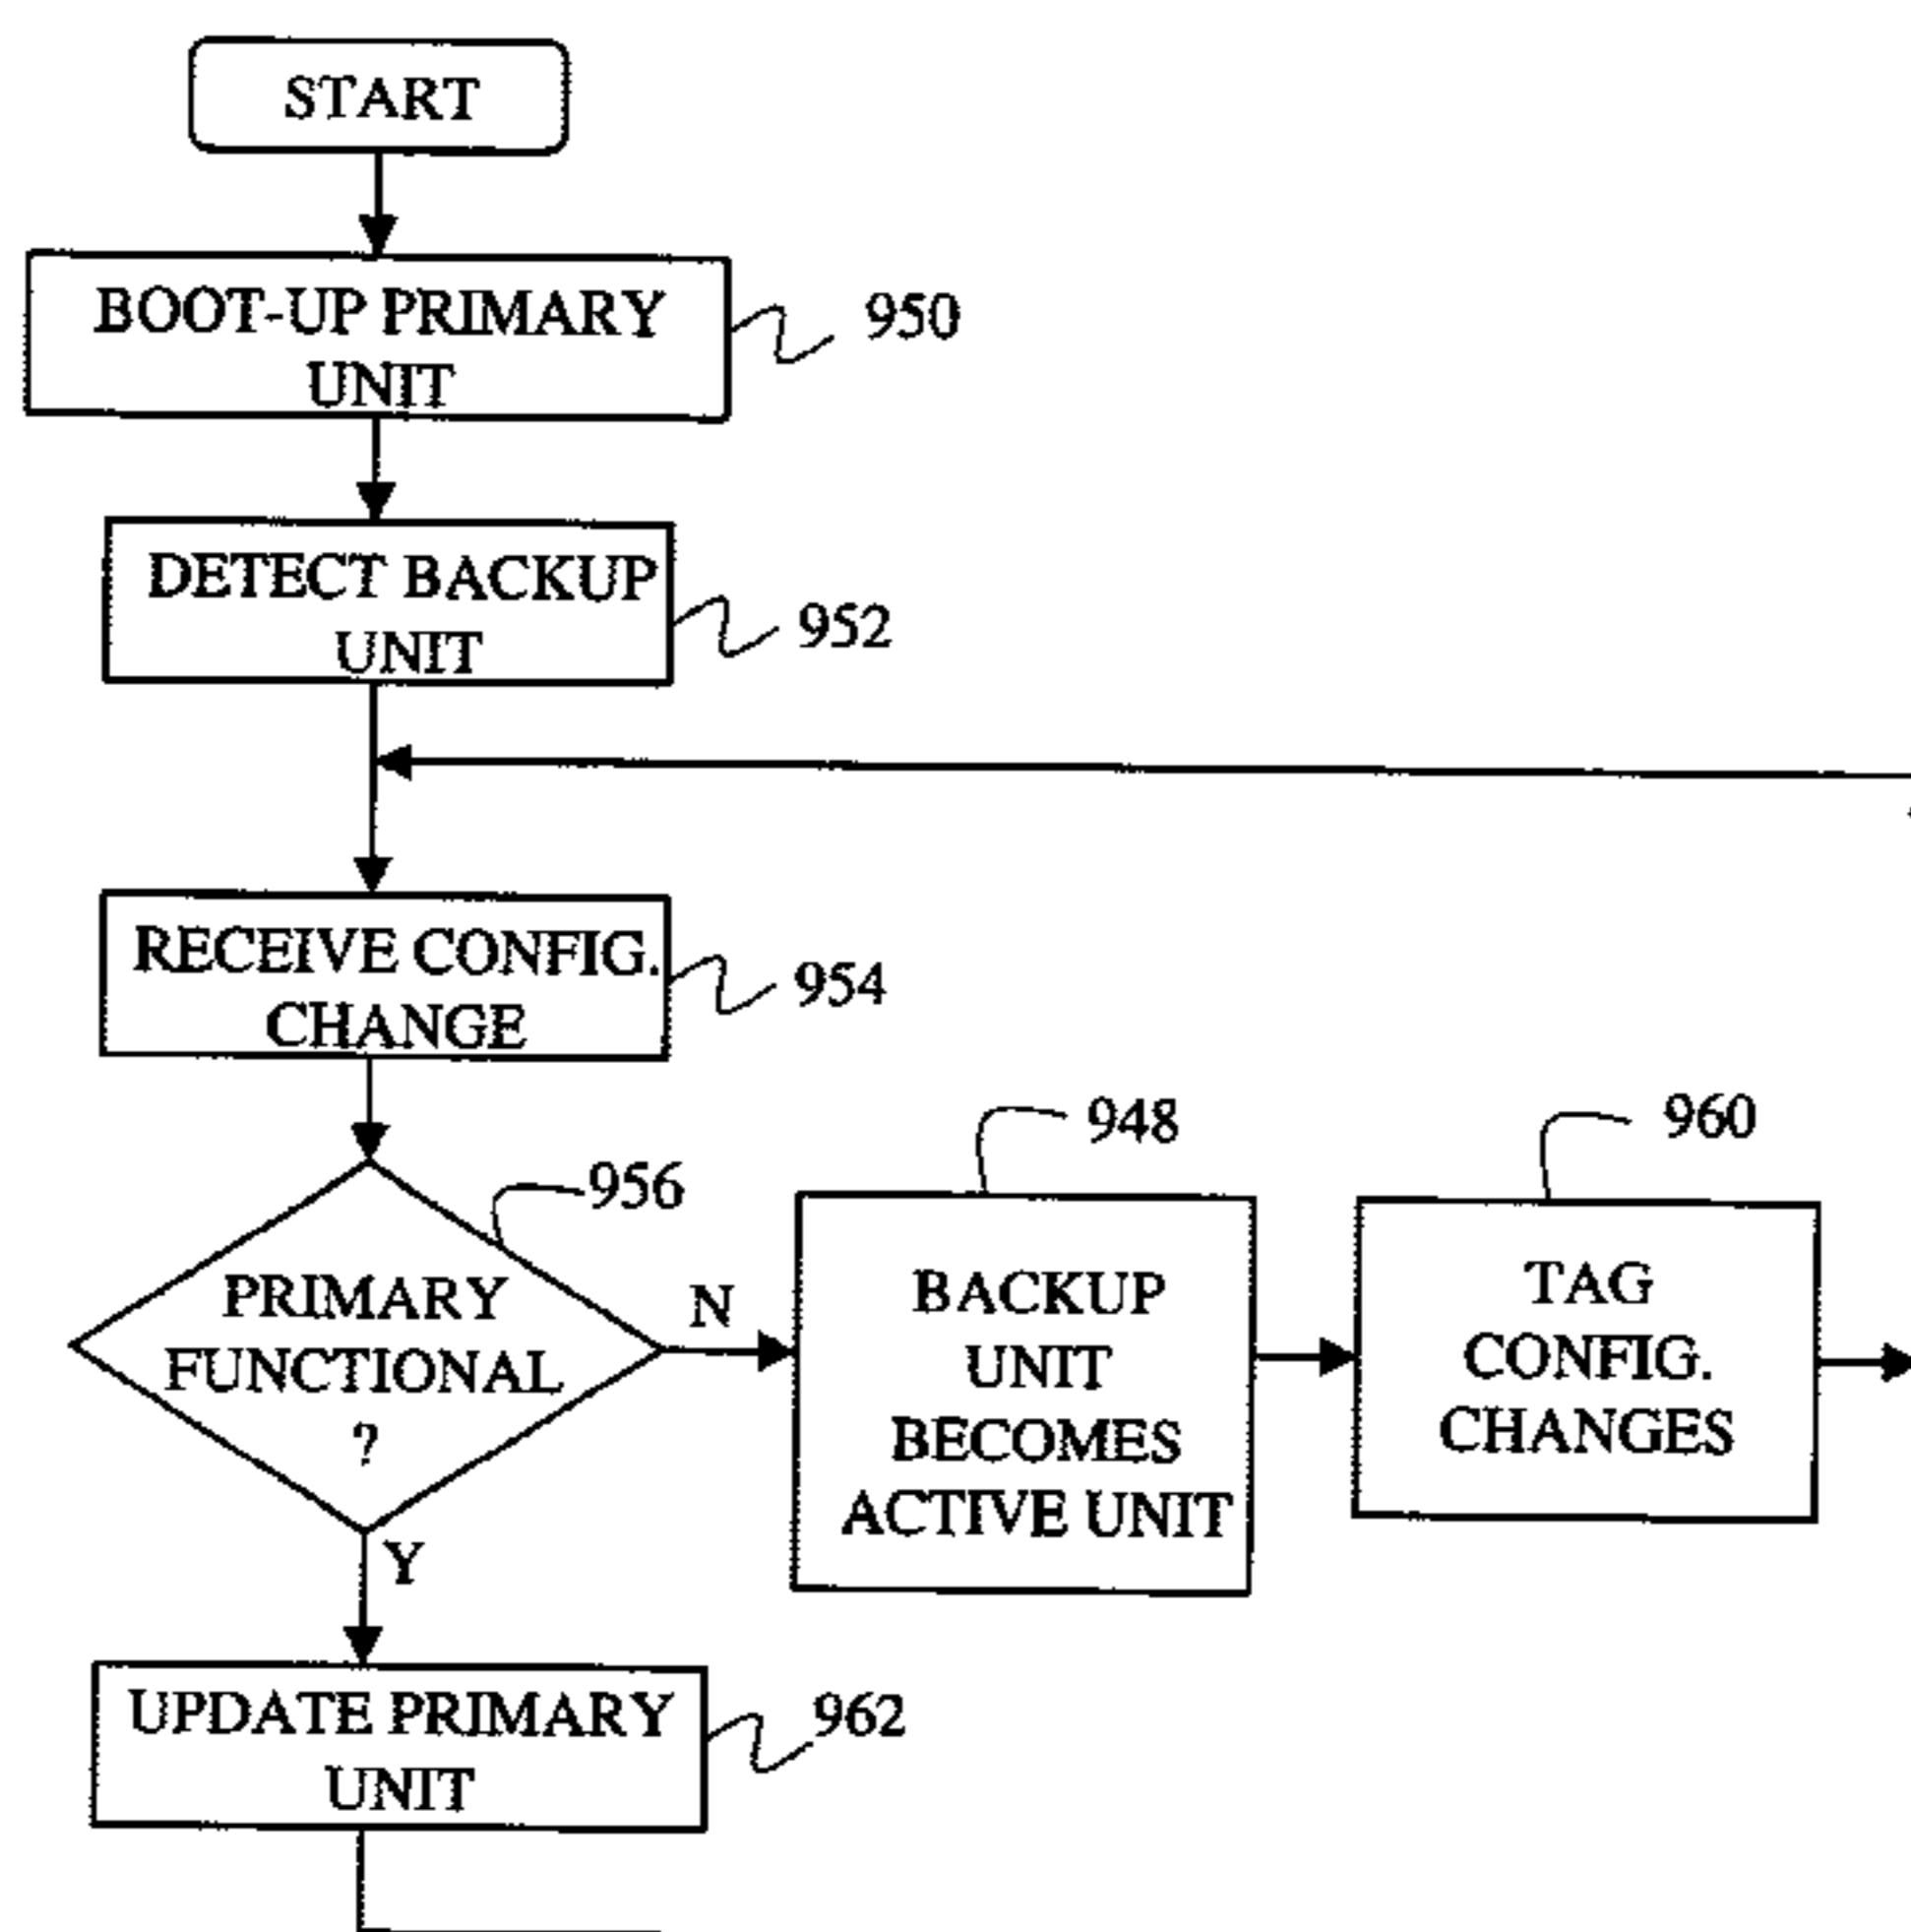 START
BOOT-UP PRIMARY
UNIT
950
DETECT BACKUP
UNIT
952
RECEIVE CONFIG.
CHANGE
954
956
PRIMARY
FUNCTIONAL
?
N
Y
948
BACKUP
UNIT
BECOMES
ACTIVE UNIT
960
TAG
CONFIG.
CHANGES
UPDATE PRIMARY
UNIT
962